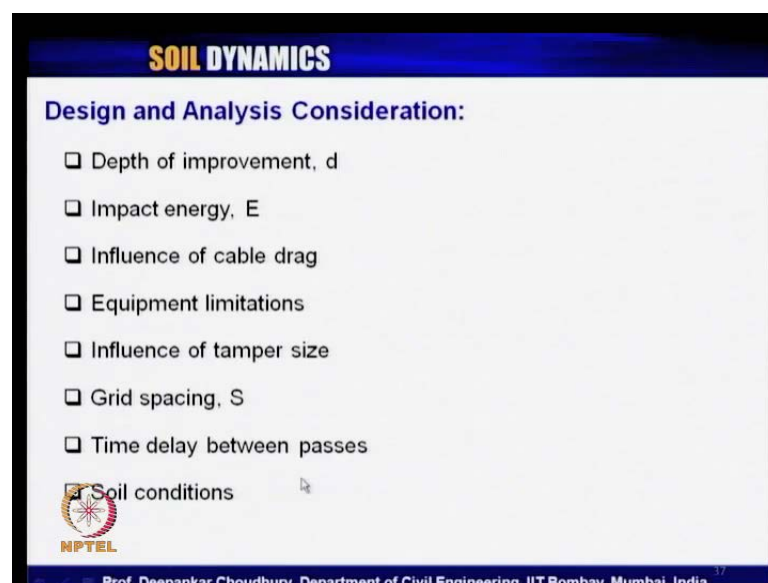 SOIL DYNAMICS
Design and Analysis Consideration:
Depth of improvement, d
Impact energy, E
Influence of cable drag
Equipment limitations
Influence of tamper size
Grid spacing, S
Time delay between passes
Soil conditions
NPTEL
37
Prof. Deepankar Choudhury, Department of Civil Engineering, IIT Bombay, Mumbai, India